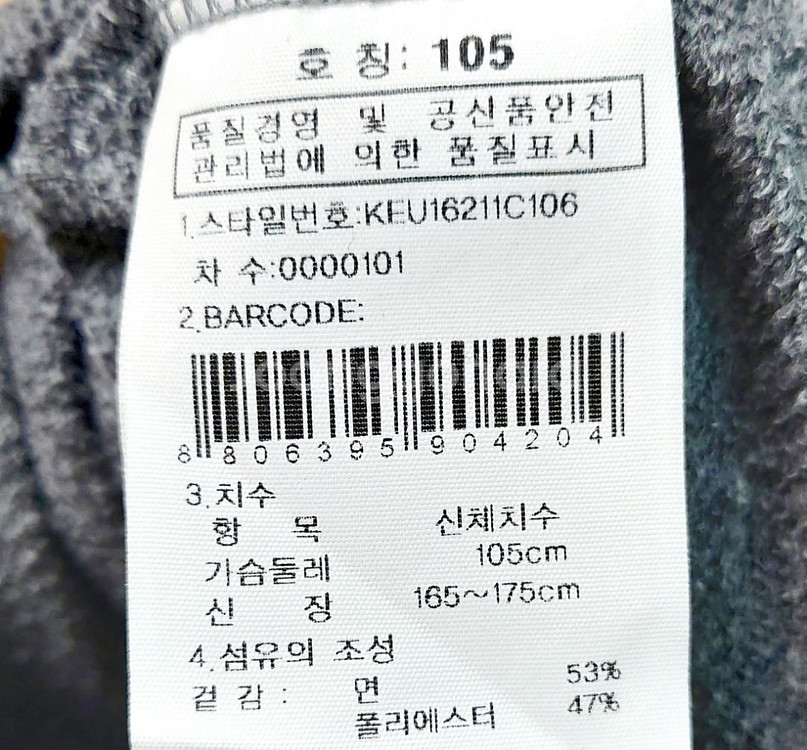 호 칭: 105
품질경영 및 공산품안전
관리법에 의한 품질표시
1.스타일번호:KEU16211C106
차 수:0000101
2.BARCODE:
8 806395 904204
3.치수
항 목 신체치수
가슴둘레 105cm
신 장 165~175cm
4.섬유의 조성
겉감: 면 53%
폴리에스터 47%